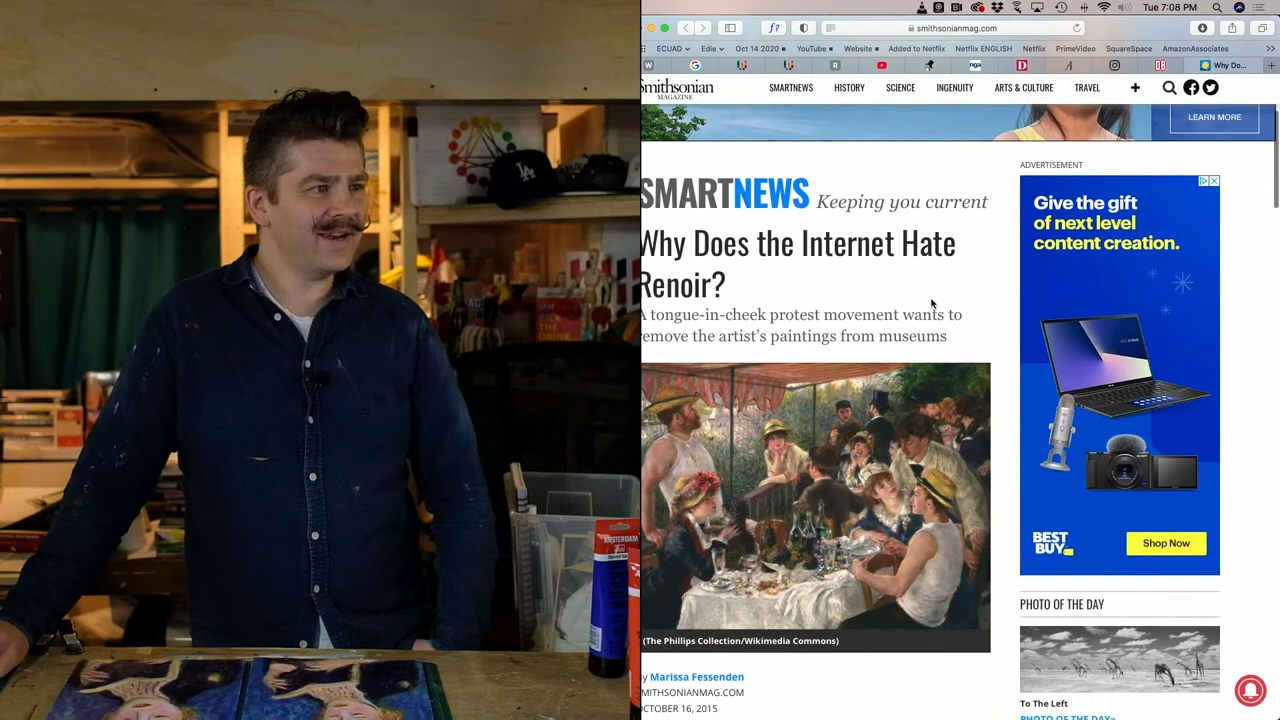 Tue 7:08 PM
smithsonianmag.com
ECUAD Edie Oct 14 2020 YouTube Website Added to Netflix Netflix ENGLISH Netflix PrimeVideo SquareSpace AmazonAssociates
Why Do...
Smithsonian
MAGAZINE
SMARTNEWS HISTORY SCIENCE INGENUITY ARTS & CULTURE TRAVEL
LEARN MORE
ADVERTISEMENT
SMARTNEWS Keeping you current
Why Does the Internet Hate
Renoir?
A tongue-in-cheek protest movement wants to
remove the artist's paintings from museums
(The Phillips Collection/Wikimedia Commons)
y Marissa Fessenden
MITHSONIANMAG.COM
OCTOBER 16, 2015
Give the gift
of next level
content creation.
BEST
BUY
Shop Now
PHOTO OF THE DAY
To The Left
PHOTO OF THE DAY»
LA
AMSTERDAM